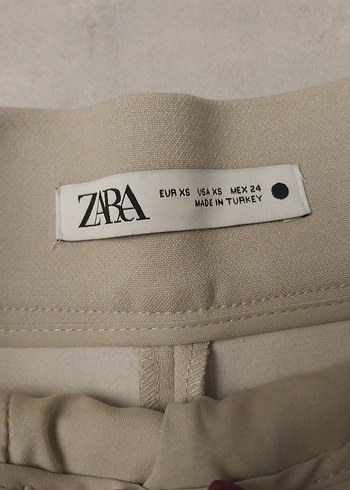 ZARA
EUR XS USA XS MEX 24
MADE IN TURKEY